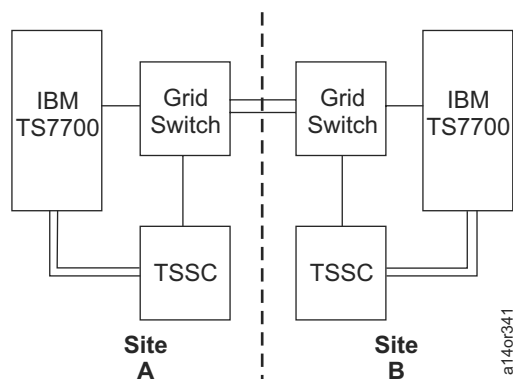 IBM
TS7700
Grid
Switch
Grid
Switch
IBM
TS7700
TSSC
TSSC
Site
A
Site
B
a14or341